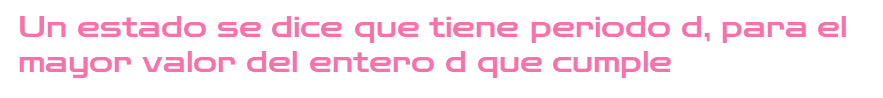 Un estado se dice que tiene periodo d, para el
mayor valor del entero d que cumple